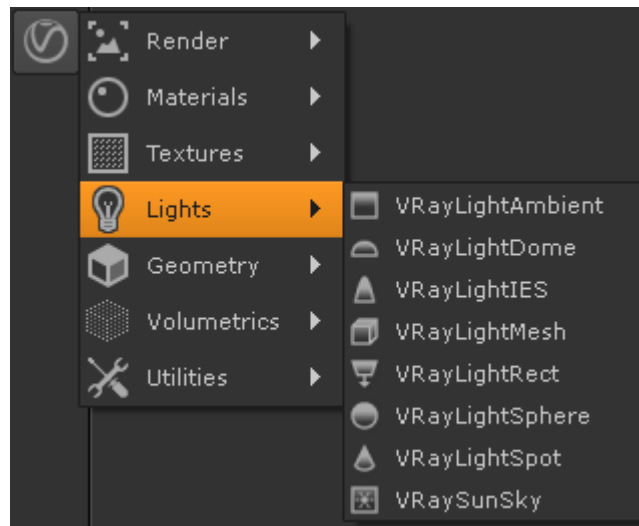 Render
Materials
Textures
Lights
Geometry
Volumetrics
Utilities
VRayLightAmbient
VRayLightDome
VRayLightIES
VRayLightMesh
VRayLightRect
VRayLightSphere
VRayLightSpot
VRaySunSky